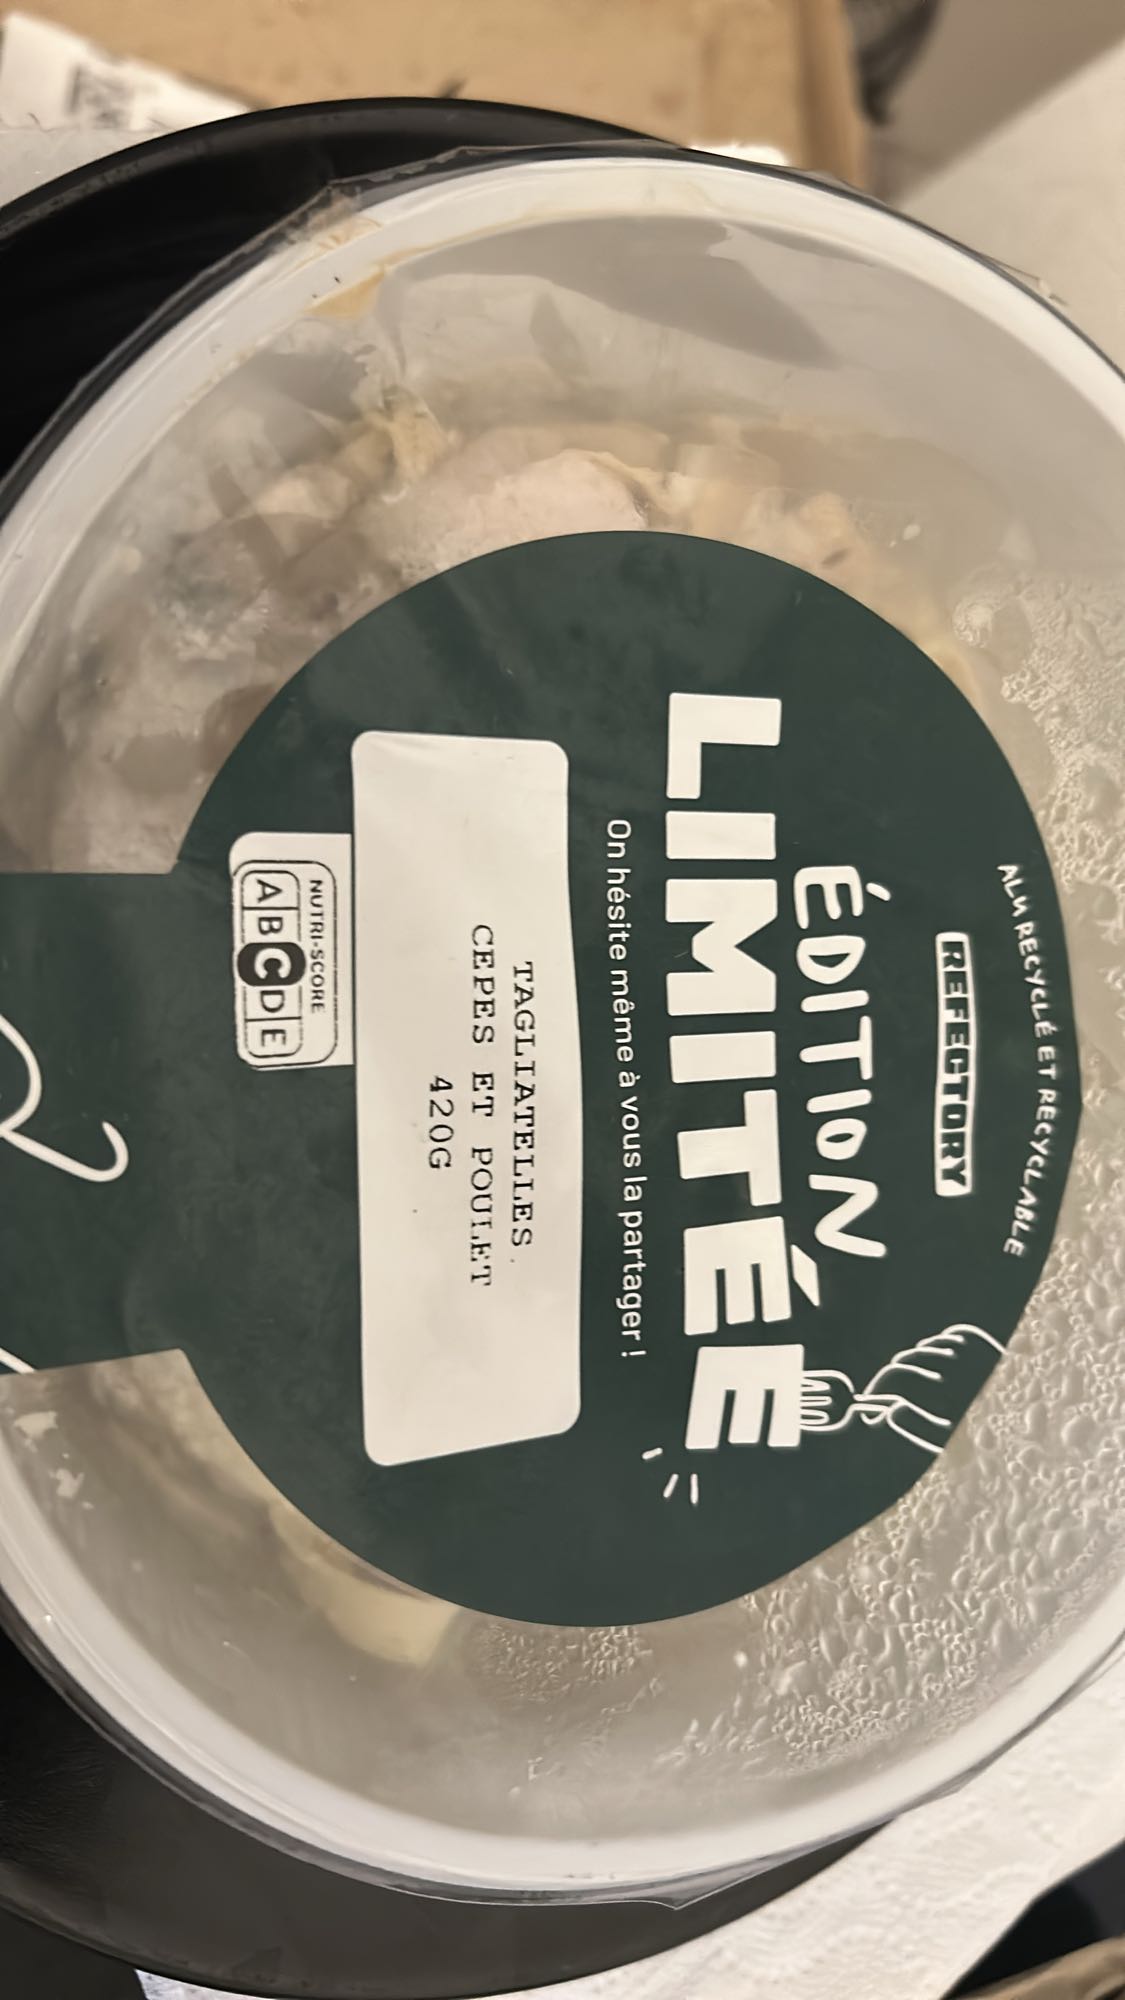 ALU RECYCLÉ ET RECYCLABLE
REFECTORY
ÉDITION
LIMITÉE
On hésite même à vous la partager !
TAGLIATELLES.
CEPES ET POULET
420G
NUTRI-SCORE
A B C D E